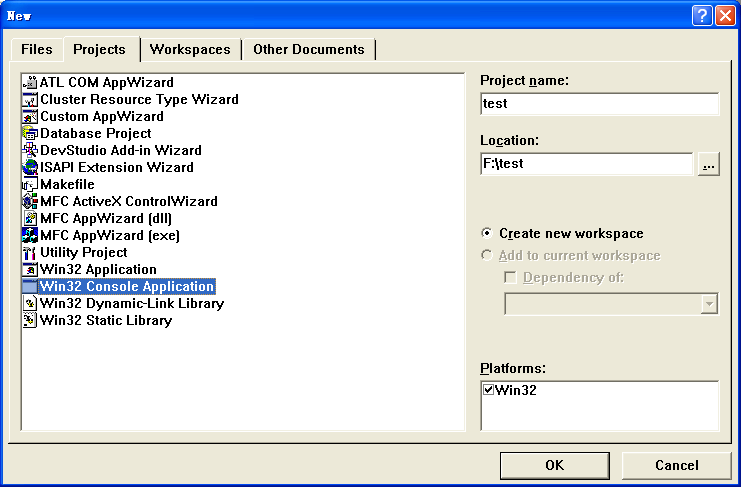 New
Files
Projects
Workspaces
Other Documents
ATL COM AppWizard
Cluster Resource Type Wizard
Custom AppWizard
Database Project
DevStudio Add-in Wizard
ISAPI Extension Wizard
Makefile
MFC ActiveX ControlWizard
MFC AppWizard (dll)
MFC AppWizard (exe)
Utility Project
Win32 Application
Win32 Console Application
Win32 Dynamic-Link Library
Win32 Static Library
Project name:
test
Location:
F:\test
...
Create new workspace
Add to current workspace
Dependency of:
Platforms:
Win32
OK
Cancel